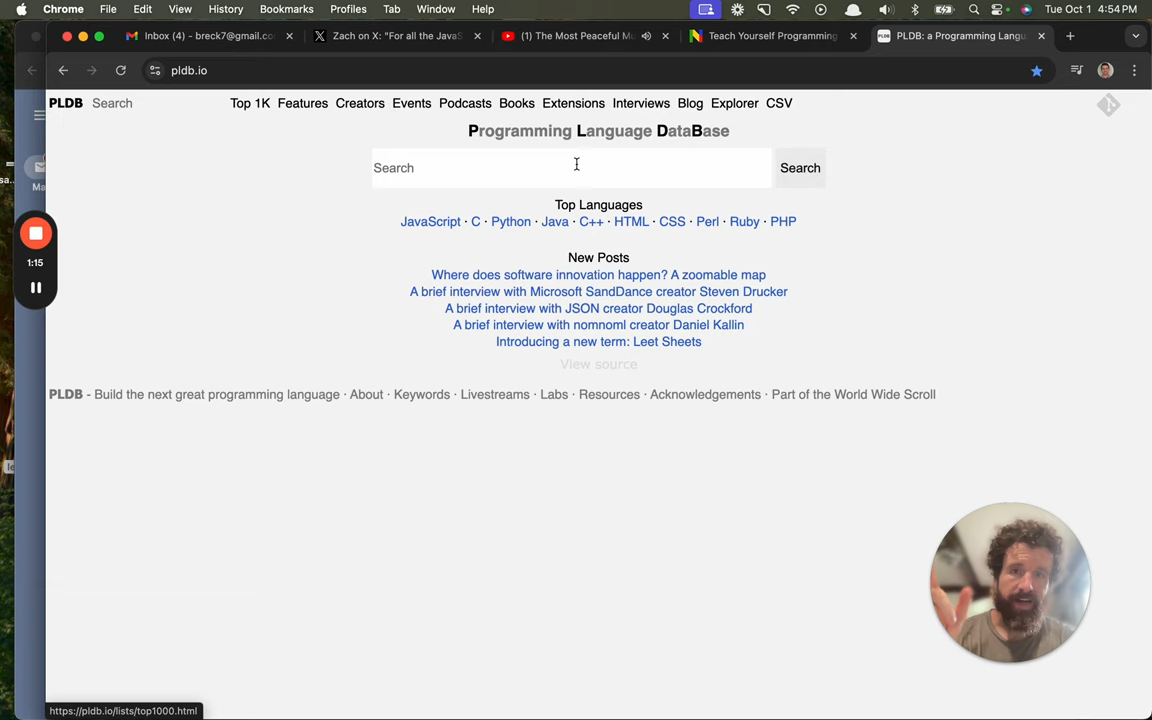 Chrome File Edit View History Bookmarks Profiles Tab Window Help Tue Oct 1 4:54 PM
Inbox (4) - breck7@gmail.co Zach on X: "For all the JavaS (1) The Most Peaceful Mu Teach Yourself Programming PLDB: a Programming Langu
pldb.io
PLDB Search Top 1K Features Creators Events Podcasts Books Extensions Interviews Blog Explorer CSV
Programming Language DataBase
Search Search
Ma
Top Languages
JavaScript · C · Python · Java · C++ · HTML · CSS · Perl · Ruby · PHP
1:15
New Posts
Where does software innovation happen? A zoomable map
A brief interview with Microsoft SandDance creator Steven Drucker
A brief interview with JSON creator Douglas Crockford
A brief interview with nomnoml creator Daniel Kallin
Introducing a new term: Leet Sheets
View source
PLDB - Build the next great programming language · About · Keywords · Livestreams · Labs · Resources · Acknowledgements · Part of the World Wide Scroll
https://pldb.io/lists/top1000.html